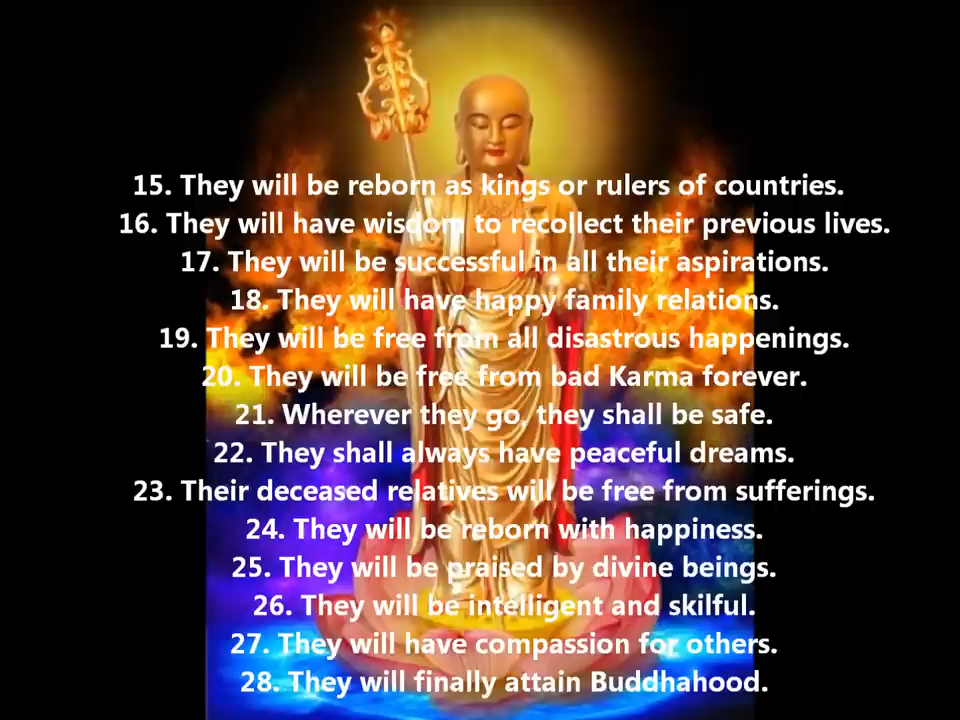 15. They will be reborn as kings or rulers of countries.
16. They will have wisdom to recollect their previous lives.
17. They will be successful in all their aspirations.
18. They will have happy family relations.
19. They will be free from all disastrous happenings.
20. They will be free from bad Karma forever.
21. Wherever they go, they shall be safe.
22. They shall always have peaceful dreams.
23. Their deceased relatives will be free from sufferings.
24. They will be reborn with happiness.
25. They will be praised by divine beings.
26. They will be intelligent and skilful.
27. They will have compassion for others.
28. They will finally attain Buddhahood.